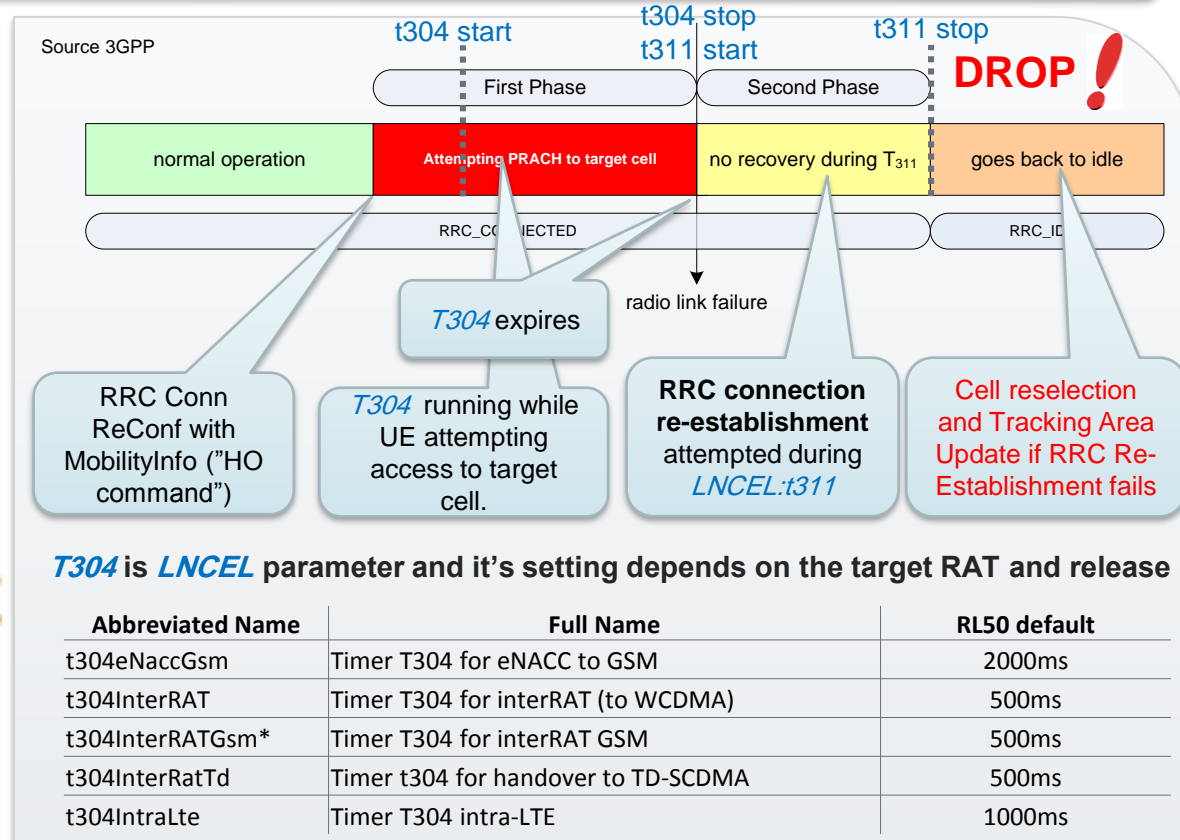 t304 start
t304 stop
t311 start
t311 stop
Source 3GPP
DROP
First Phase
Second Phase
normal operation
Attempting PRACH to target cell
no recovery during T311
goes back to idle
RRC_CONNECTED
RRC_ID
radio link failure
T304 expires
RRC Conn
ReConf with
MobilityInfo ("HO
command")
T304 running while
UE attempting
access to target
cell.
RRC connection
re-establishment
attempted during
LNCEL:t311
Cell reselection
and Tracking Area
Update if RRC Re-
Establishment fails
T304 is LNCEL parameter and it's setting depends on the target RAT and release
Abbreviated Name Full Name RL50 default
t304eNaccGsm Timer T304 for eNACC to GSM 2000ms
t304InterRAT Timer T304 for interRAT (to WCDMA) 500ms
t304InterRATGsm* Timer T304 for interRAT GSM 500ms
t304InterRatTd Timer t304 for handover to TD-SCDMA 500ms
t304IntraLte Timer T304 intra-LTE 1000ms